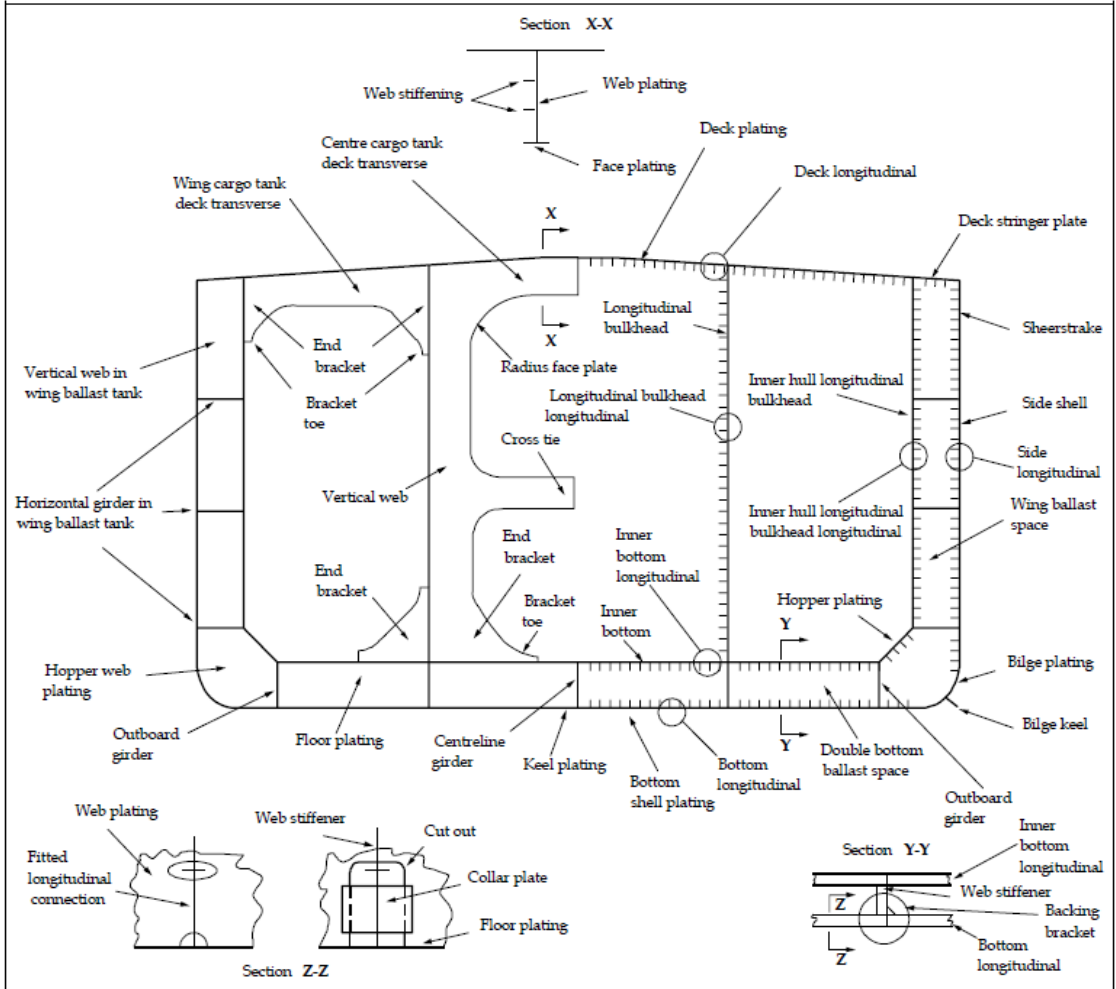 Section X-X
Web stiffening
Web plating
Face plating
Centre cargo tank
deck transverse
Deck plating
Deck longitudinal
Wing cargo tank
deck transverse
Deck stringer plate
X
X
Vertical web in
wing ballast tank
End
bracket
Bracket
toe
Radius face plate
Longitudinal
bulkhead
Sheerstrake
Longitudinal bulkhead
longitudinal
Inner hull longitudinal
bulkhead
Side shell
Cross tie
Side
longitudinal
Horizontal girder in
wing ballast tank
Vertical web
Inner hull longitudinal
bulkhead longitudinal
Wing ballast
space
End
bracket
End
bracket
Inner
bottom
longitudinal
Bracket
toe
Inner
bottom
Hopper plating
Y
Hopper web
plating
Bilge plating
Outboard
girder
Floor plating
Centreline
girder
Keel plating
Bottom
shell plating
Bottom
longitudinal
Y
Double bottom
ballast space
Bilge keel
Outboard
girder
Web plating
Fitted
longitudinal
connection
Web stiffener
Cut out
Collar plate
Floor plating
Section Z-Z
Section Y-Y
Inner
bottom
longitudinal
Web stiffener
Z
Backing
bracket
Z
Bottom
longitudinal